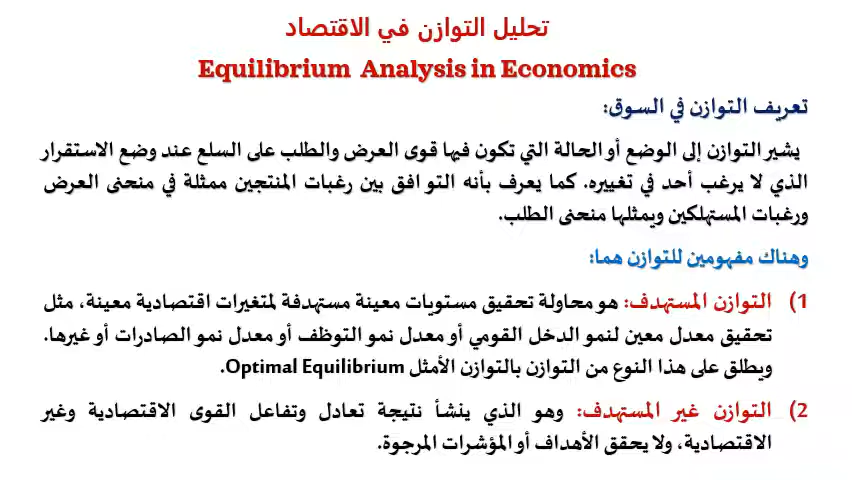 تحليل التوازن في الاقتصاد
Equilibrium Analysis in Economics
تعريف التوازن في السوق:
يشير التوازن إلى الوضع أو الحالة التي تكون فيها قوى العرض والطلب على السلع عند وضع الاستقرار
الذي لا يرغب أحد في تغييره. كما يعرف بأنه التوافق بين رغبات المنتجين ممثلة في منحنى العرض
ورغبات المستهلكين ويمثلها منحنى الطلب.
وهناك مفهومين للتوازن هما:
1) التوازن المستهدف: هو محاولة تحقيق مستويات معينة مستهدفة لمتغيرات اقتصادية معينة، مثل
تحقيق معدل معين لنمو الدخل القومي أو معدل نمو التوظف أو معدل نمو الصادرات أو غيرها.
ويطلق على هذا النوع من التوازن بالتوازن الأمثل Optimal Equilibrium.
2) التوازن غير المستهدف: وهو الذي ينشأ نتيجة تعادل وتفاعل القوى الاقتصادية وغير
الاقتصادية، ولا يحقق الأهداف أو المؤشرات المرجوة.